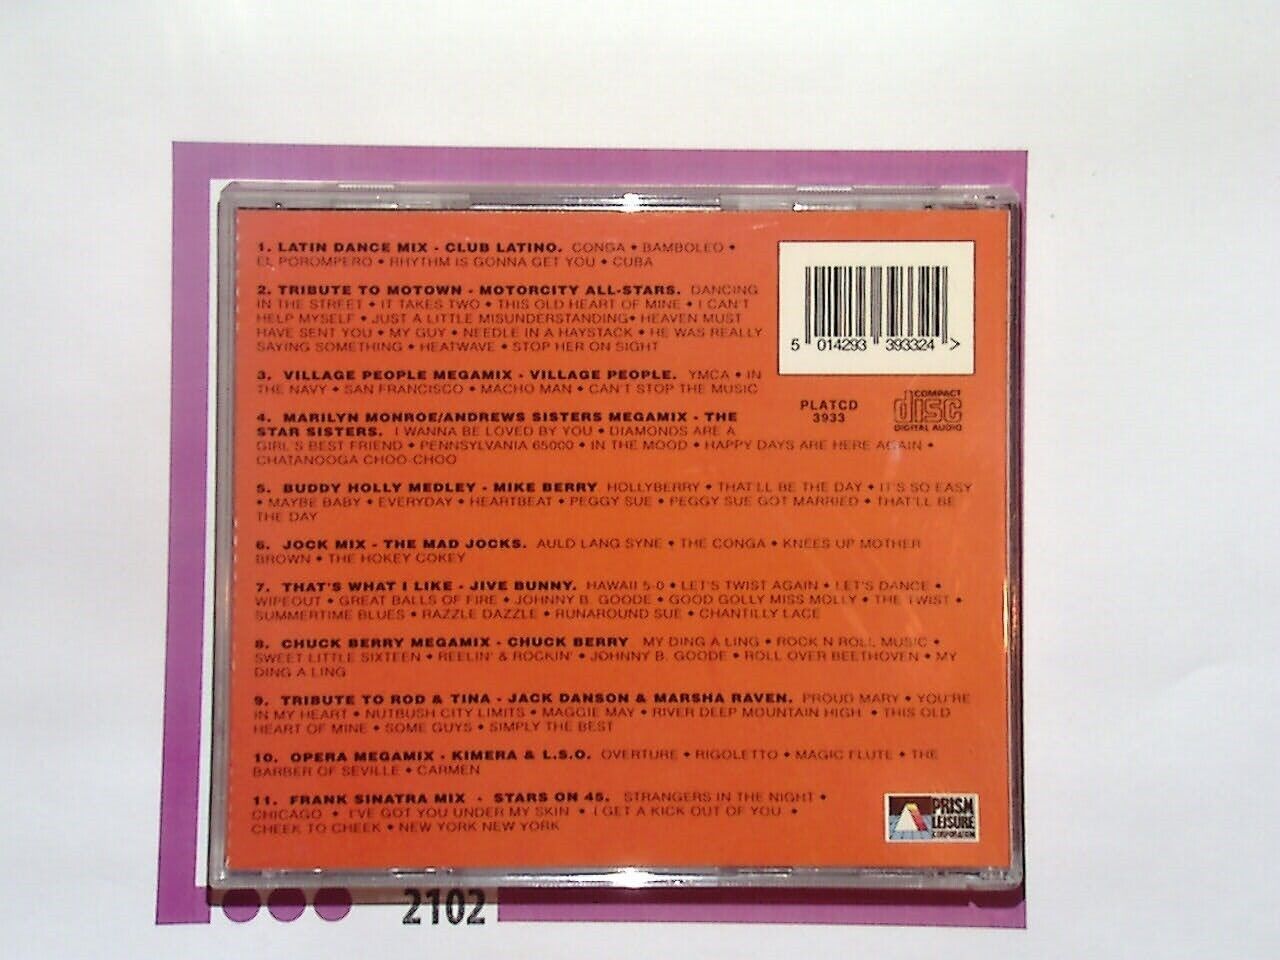 1. LATIN DANCE MIX - CLUB LATINO. CONGA • BAMBOLEO •
EL POROMPERO • RHYTHM IS GONNA GET YOU • CUBA
2. TRIBUTE TO MOTOWN - MOTORCITY ALL-STARS. DANCING
IN THE STREET • IT TAKES TWO • THIS OLD HEART OF MINE • I CAN'T
HELP MYSELF • JUST A LITTLE MISUNDERSTANDING• HEAVEN MUST
HAVE SENT YOU • MY GUY • NEEDLE IN A HAYSTACK • HE WAS REALLY
SAYING SOMETHING • HEATWAVE • STOP HER ON SIGHT
5 014293 393324 >
3. VILLAGE PEOPLE MEGAMIX - VILLAGE PEOPLE. YMCA • IN
THE NAVY • SAN FRANCISCO • MACHO MAN • CAN'T STOP THE MUSIC
PLATCD
3933
COMPACT
disc
DIGITAL AUDIO
4. MARILYN MONROE/ANDREWS SISTERS MEGAMIX - THE
STAR SISTERS. I WANNA BE LOVED BY YOU • DIAMONDS ARE A
GIRL'S BEST FRIEND • PENNSYLVANIA 65000 • IN THE MOOD • HAPPY DAYS ARE HERE AGAIN •
CHATANOOGA CHOO-CHOO
5. BUDDY HOLLY MEDLEY - MIKE BERRY HOLLYBERRY • THAT'LL BE THE DAY • IT'S SO EASY
• MAYBE BABY • EVERYDAY • HEARTBEAT • PEGGY SUE • PEGGY SUE GOT MARRIED • THAT'LL BE
THE DAY
6. JOCK MIX - THE MAD JOCKS. AULD LANG SYNE • THE CONGA • KNEES UP MOTHER
BROWN • THE HOKEY COKEY
7. THAT'S WHAT I LIKE - JIVE BUNNY. HAWAII 5-0 • LET'S TWIST AGAIN • LET'S DANCE •
WIPEOUT • GREAT BALLS OF FIRE • JOHNNY B. GOODE • GOOD GOLLY MISS MOLLY • THE TWIST •
SUMMERTIME BLUES • RAZZLE DAZZLE • RUNAROUND SUE • CHANTILLY LACE
8. CHUCK BERRY MEGAMIX - CHUCK BERRY MY DING A LING • ROCK N ROLL MUSIC •
SWEET LITTLE SIXTEEN • REELIN' & ROCKIN' • JOHNNY B. GOODE • ROLL OVER BEETHOVEN • MY
DING A LING
9. TRIBUTE TO ROD & TINA - JACK DANSON & MARSHA RAVEN. PROUD MARY • YOU'RE
IN MY HEART • NUTBUSH CITY LIMITS • MAGGIE MAY • RIVER DEEP MOUNTAIN HIGH • THIS OLD
HEART OF MINE • SOME GUYS • SIMPLY THE BEST
10. OPERA MEGAMIX - KIMERA & L.S.O. OVERTURE • RIGOLETTO • MAGIC FLUTE • THE
BARBER OF SEVILLE • CARMEN
11. FRANK SINATRA MIX - STARS ON 45. STRANGERS IN THE NIGHT •
CHICAGO • I'VE GOT YOU UNDER MY SKIN • I GET A KICK OUT OF YOU •
CHEEK TO CHEEK • NEW YORK NEW YORK
PRISM
LEISURE
CORPORATION
2102